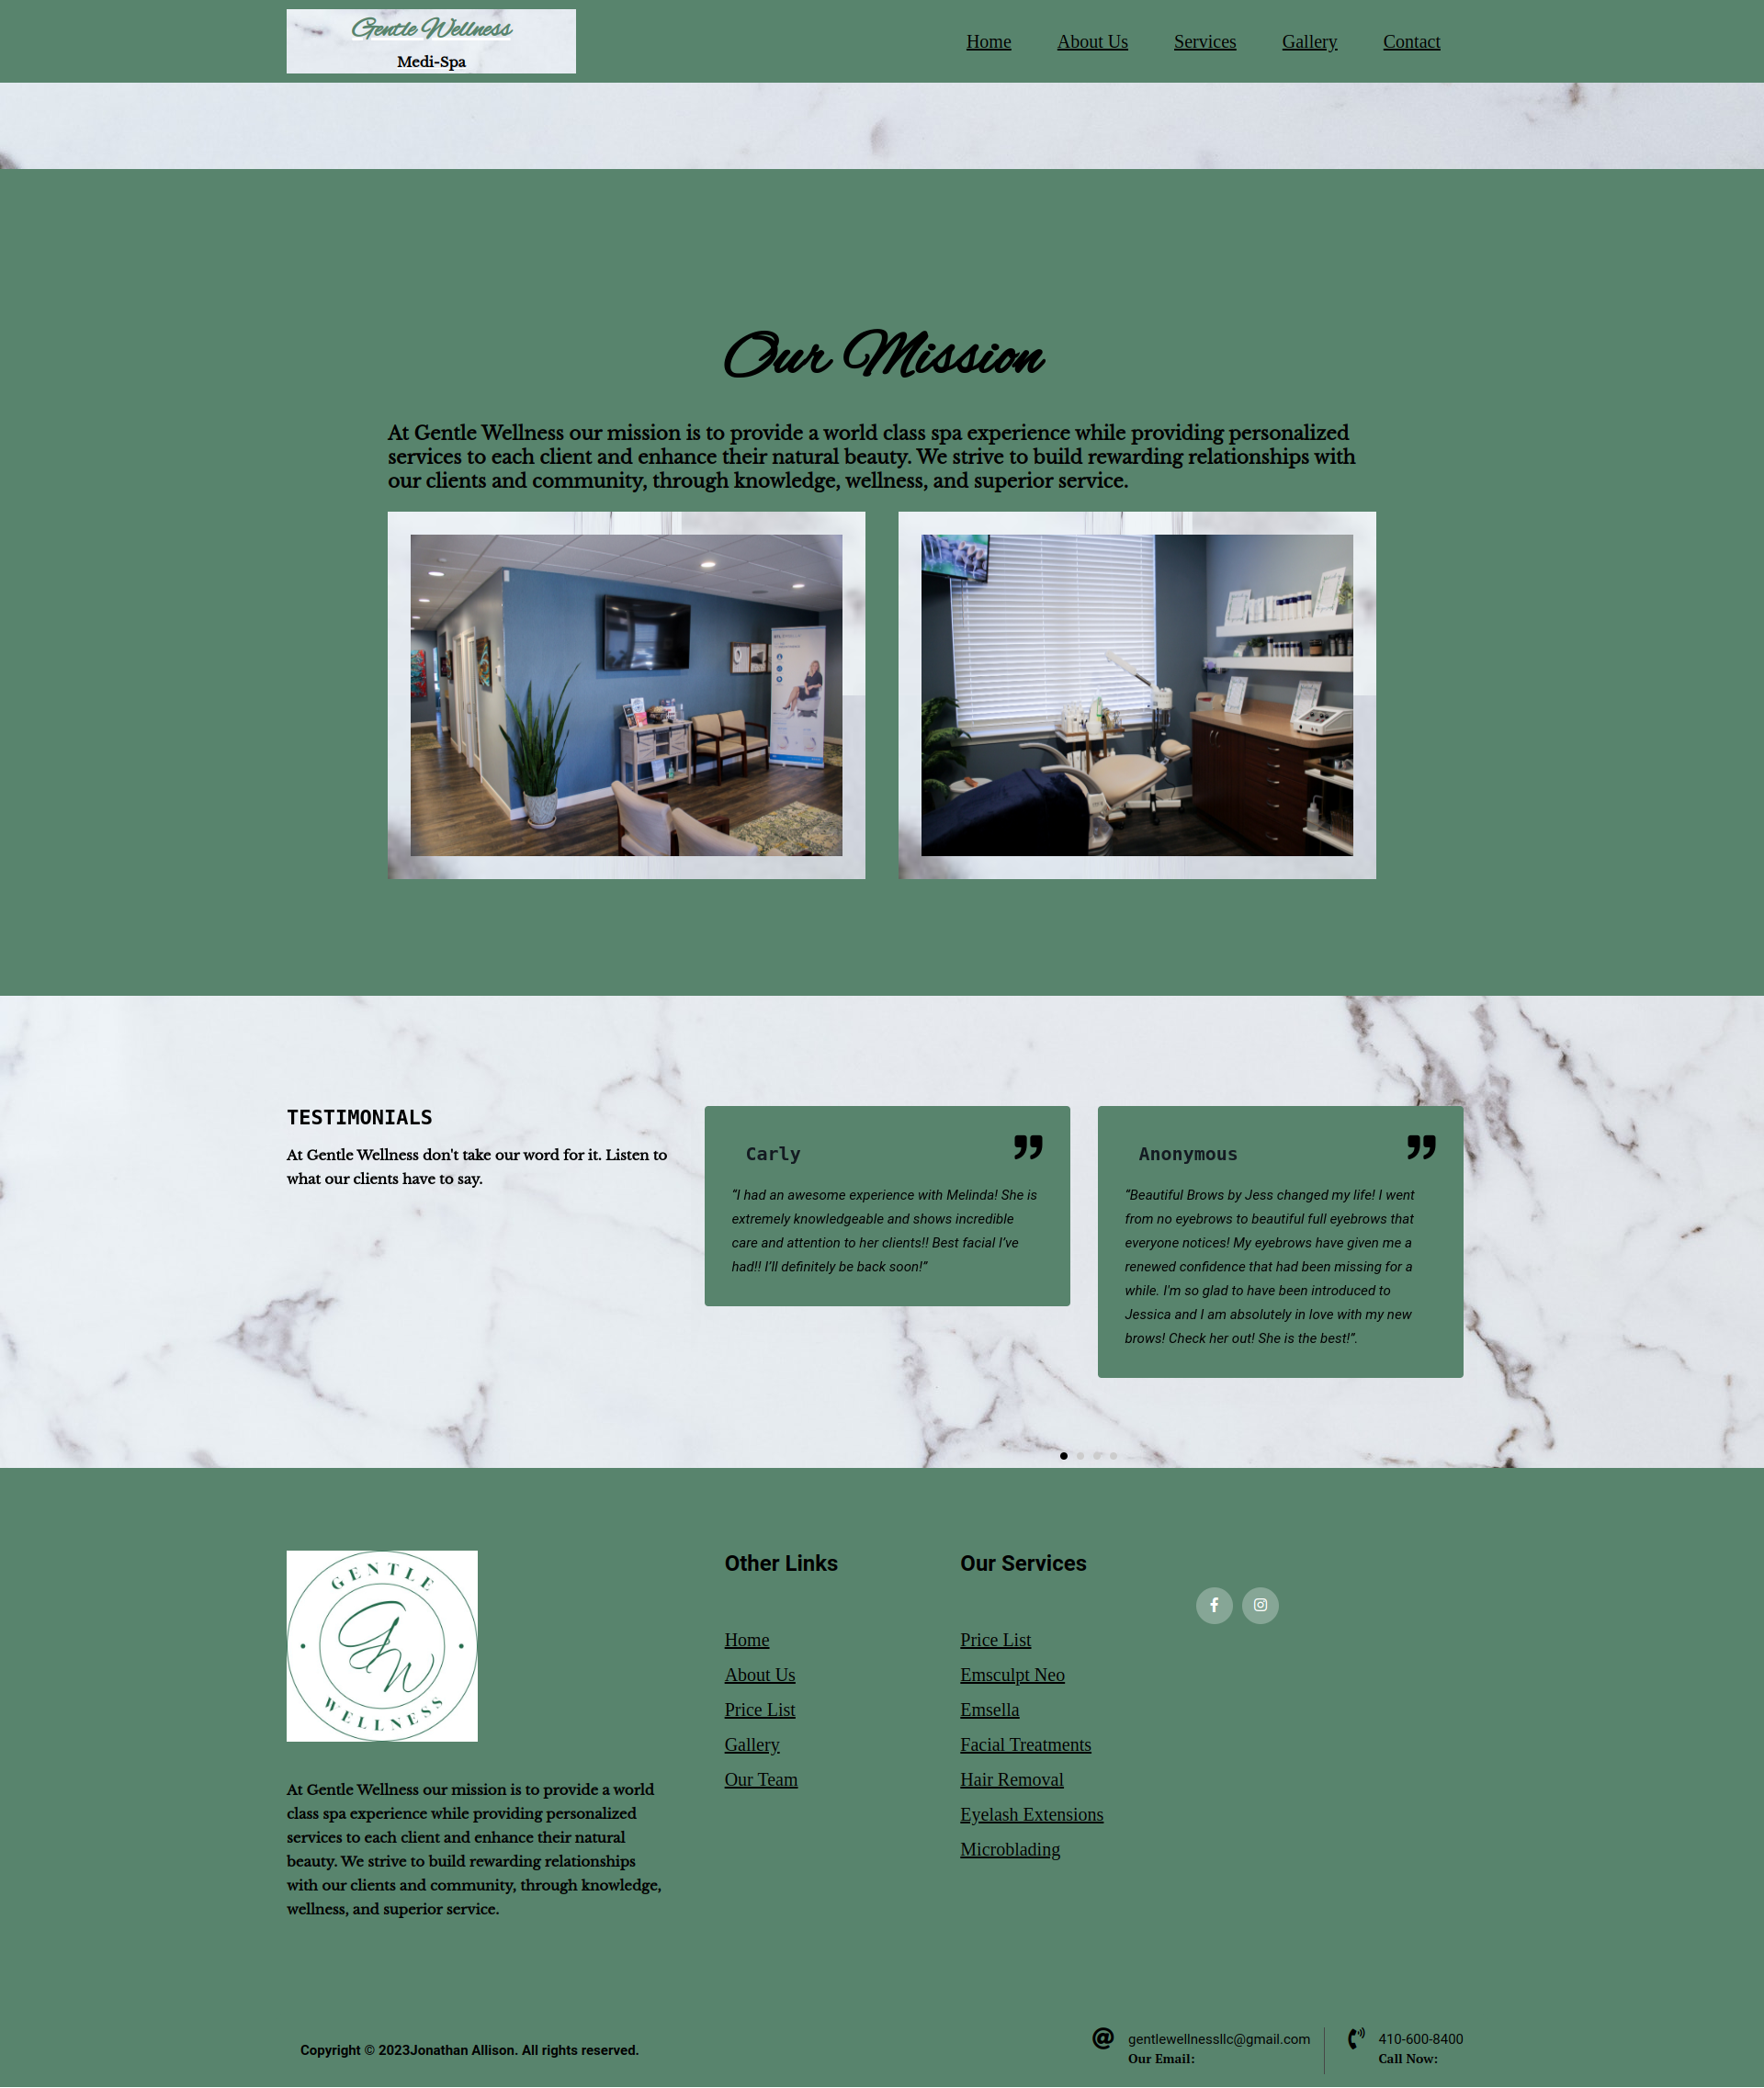 Gentle Wellness
Medi-Spa
Home About Us Services Gallery Contact
Our Mission
At Gentle Wellness our mission is to provide a world class spa experience while providing personalized
services to each client and enhance their natural beauty. We strive to build rewarding relationships with
our clients and community, through knowledge, wellness, and superior service.
TESTIMONIALS
At Gentle Wellness don't take our word for it. Listen to
what our clients have to say.
Carly
“I had an awesome experience with Melinda! She is
extremely knowledgeable and shows incredible
care and attention to her clients!! Best facial I’ve
had!! I’ll definitely be back soon!”
Anonymous
“Beautiful Brows by Jess changed my life! I went
from no eyebrows to beautiful full eyebrows that
everyone notices! My eyebrows have given me a
renewed confidence that had been missing for a
while. I'm so glad to have been introduced to
Jessica and I am absolutely in love with my new
brows! Check her out! She is the best!”.
GENTLE
GW
WELLNESS
At Gentle Wellness our mission is to provide a world
class spa experience while providing personalized
services to each client and enhance their natural
beauty. We strive to build rewarding relationships
with our clients and community, through knowledge,
wellness, and superior service.
Other Links
Home
About Us
Price List
Gallery
Our Team
Our Services
Price List
Emsculpt Neo
Emsella
Facial Treatments
Hair Removal
Eyelash Extensions
Microblading
Copyright © 2023Jonathan Allison. All rights reserved.
gentlewellnessllc@gmail.com
Our Email:
410-600-8400
Call Now: